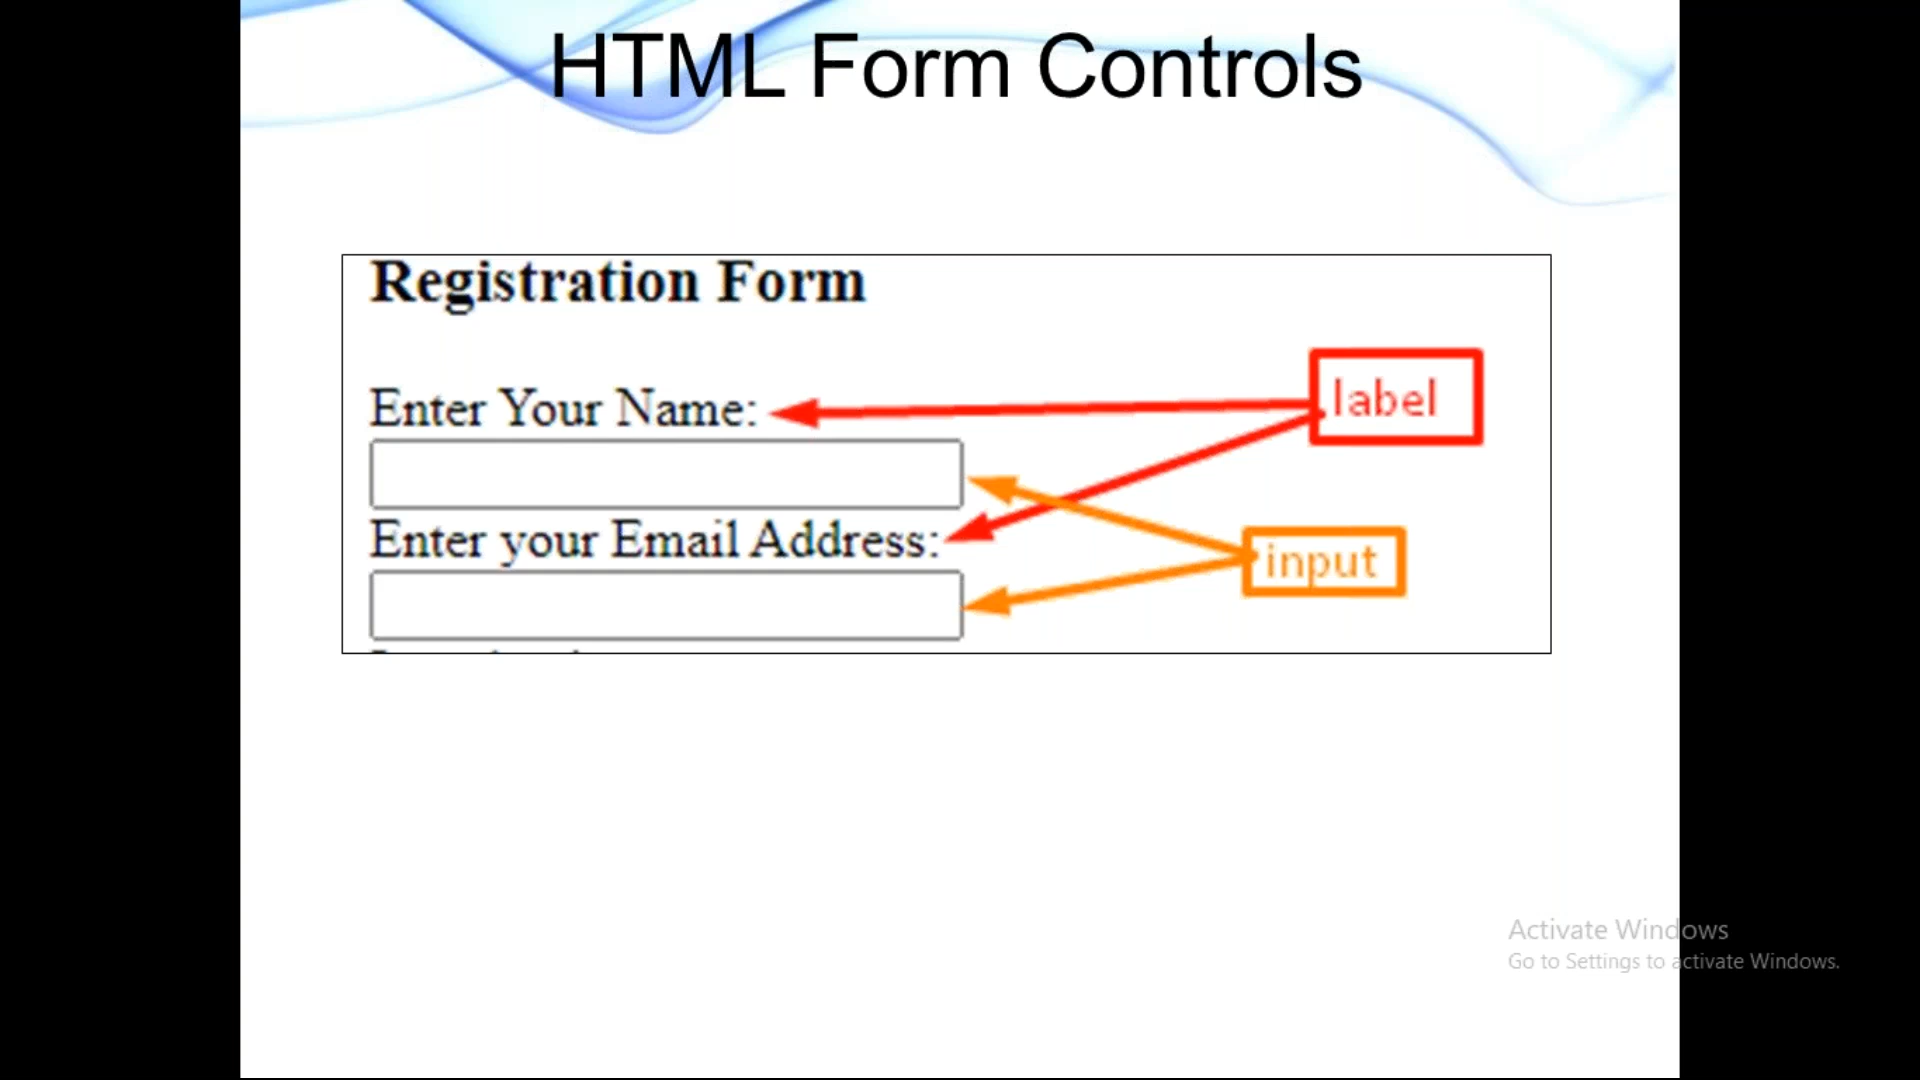 HTML Form Controls
Registration Form
Enter Your Name:
label
Enter your Email Address:
input
Activate Windows
Go to Settings to activate Windows.